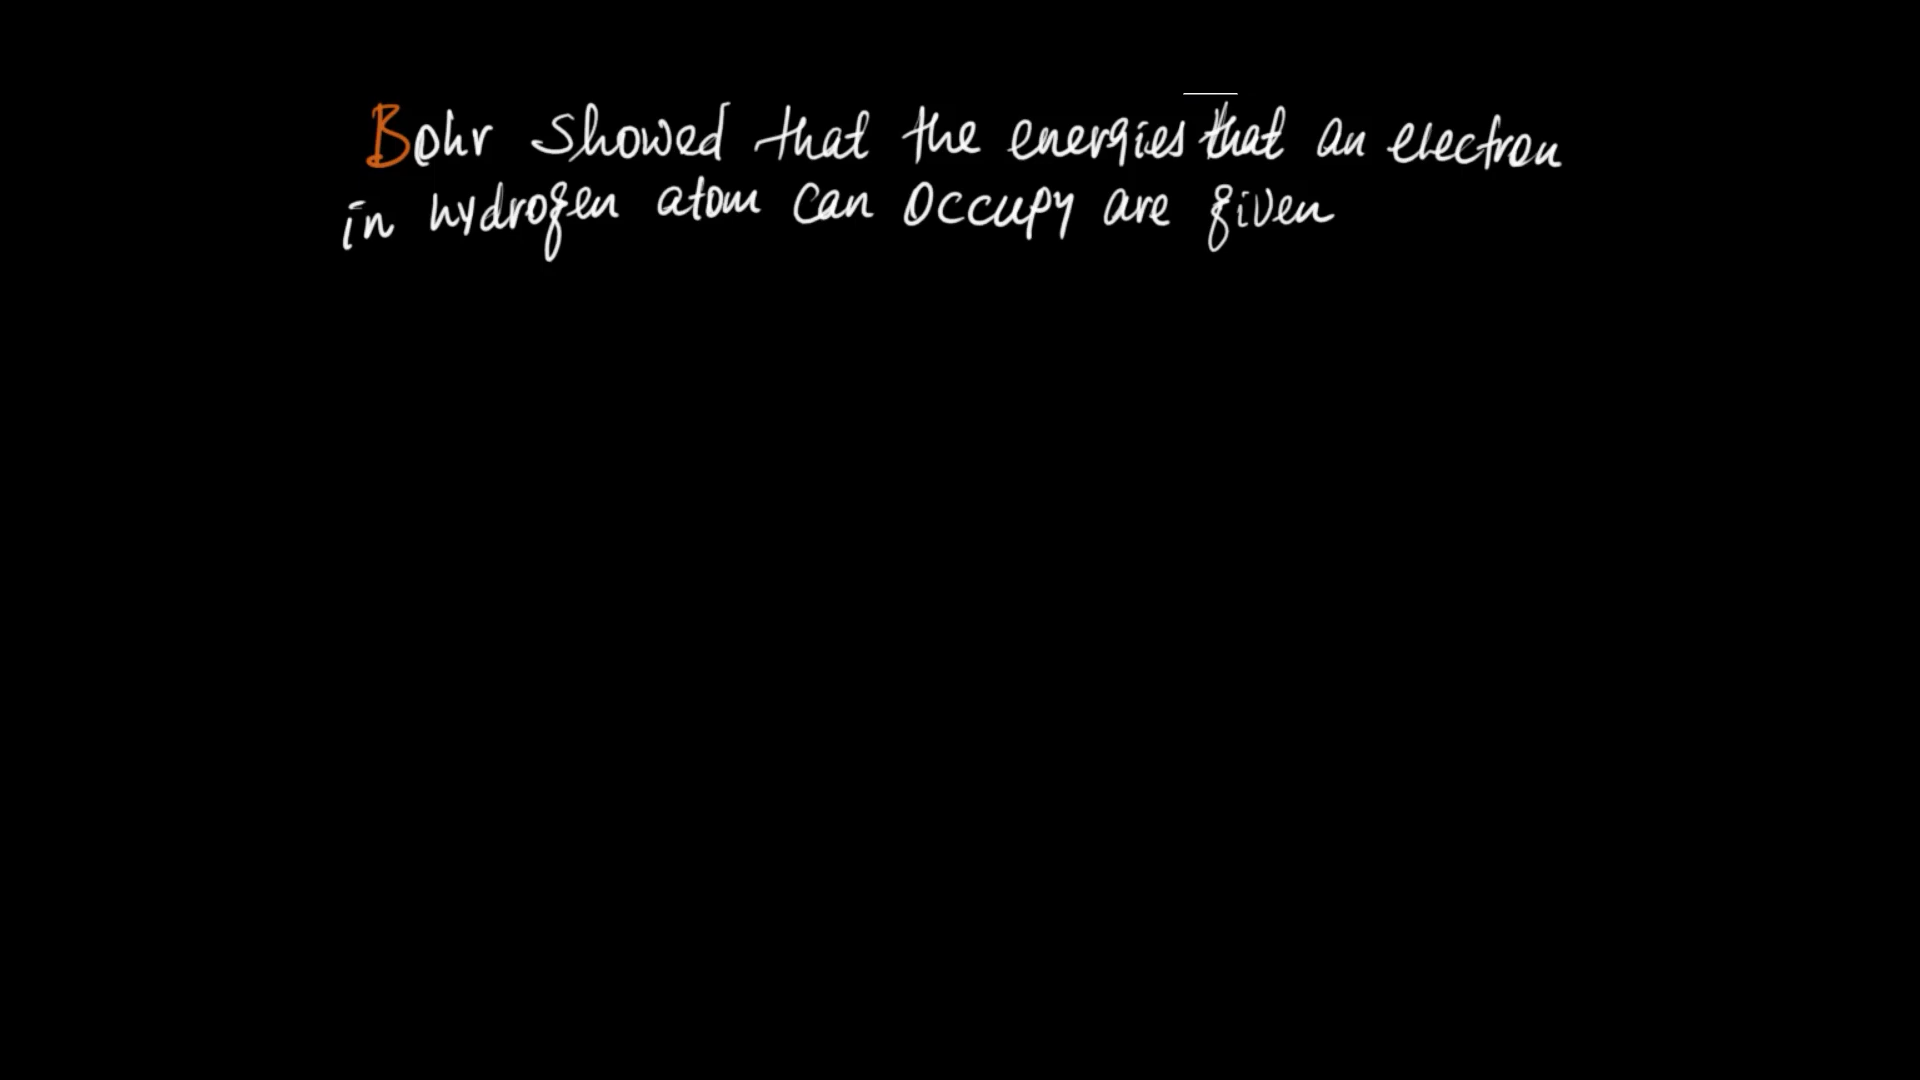 Bohr showed that the energies that an electron
in hydrogen atom can occupy are given